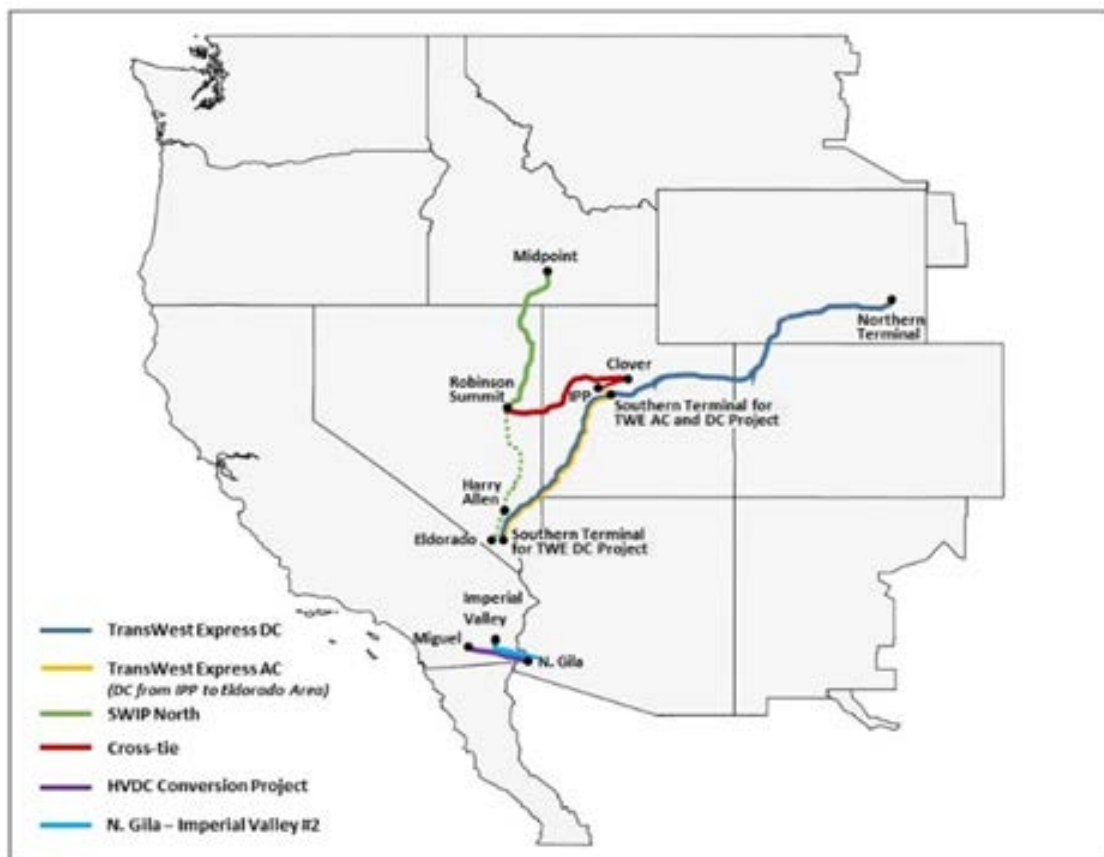 Midpoint
Northern
Terminal
Clover
Robinson
Summit
IPP
Southern Terminal for
TWE AC and DC Project
Harry
Allen
Eldorado
Southern Terminal
for TWE DC Project
Imperial
Valley
Miguel
N. Gila
TransWest Express DC
TransWest Express AC
(DC from IPP to Eldorado Area)
SWIP North
Cross-tie
HVDC Conversion Project
N. Gila – Imperial Valley #2